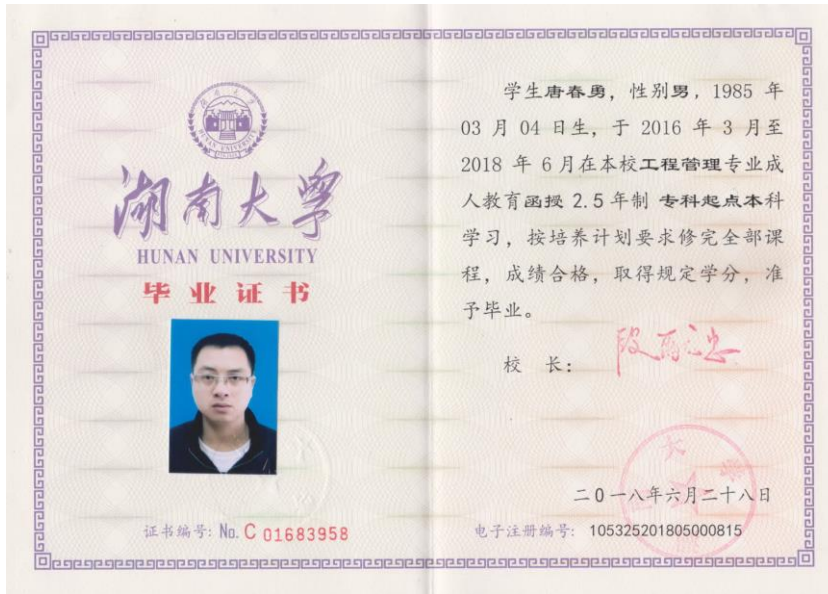 湖南大学
HUNAN UNIVERSITY
毕业证书
证书编号: No. C 01683958
学生唐春勇，性别男，1985 年
03 月 04 日生，于 2016 年 3 月至
2018 年 6 月在本校工程管理专业成
人教育函授 2.5 年制 专科起点本科
学习，按培养计划要求修完全部课
程，成绩合格，取得规定学分，准
予毕业。
校 长：
二0一八年六月二十八日
电子注册编号: 105325201805000815